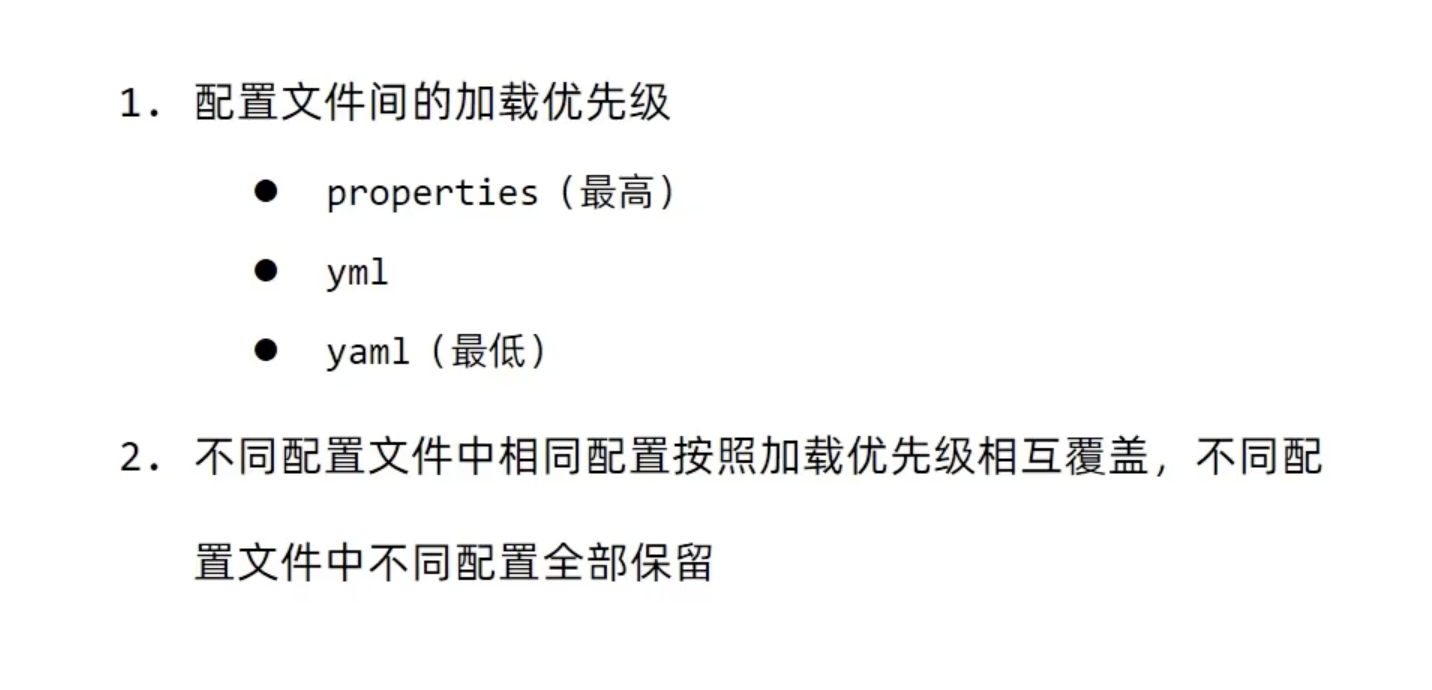 1. 配置文件间的加载优先级
● properties（最高）
● yml
● yaml（最低）
2. 不同配置文件中相同配置按照加载优先级相互覆盖，不同配
置文件中不同配置全部保留